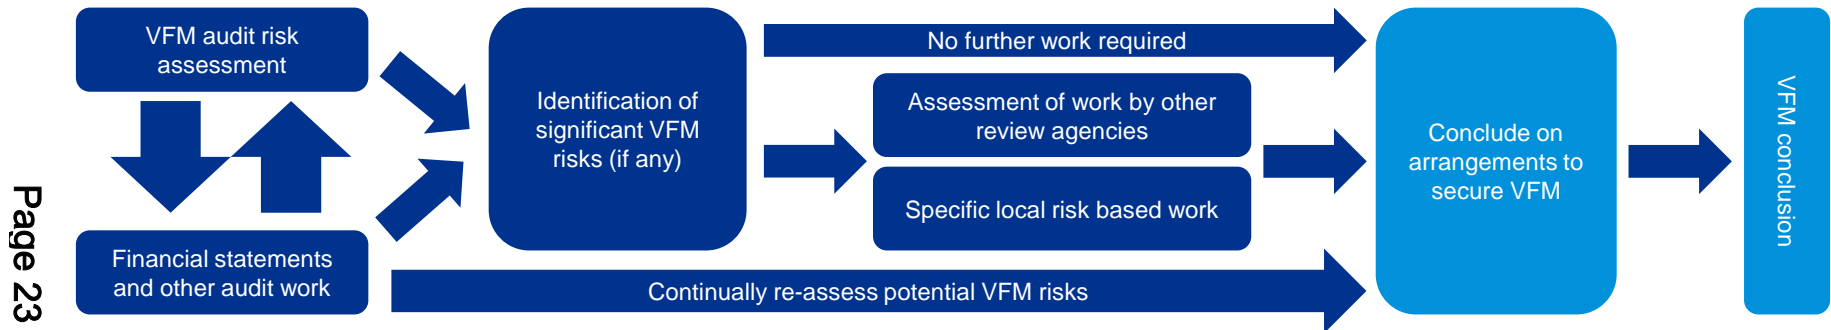 VFM audit risk
assessment
Financial statements
and other audit work
Identification of
significant VFM
risks (if any)
No further work required
Assessment of work by other
review agencies
Specific local risk based work
Continually re-assess potential VFM risks
Conclude on
arrangements to
secure VFM
VFM conclusion
Page 23